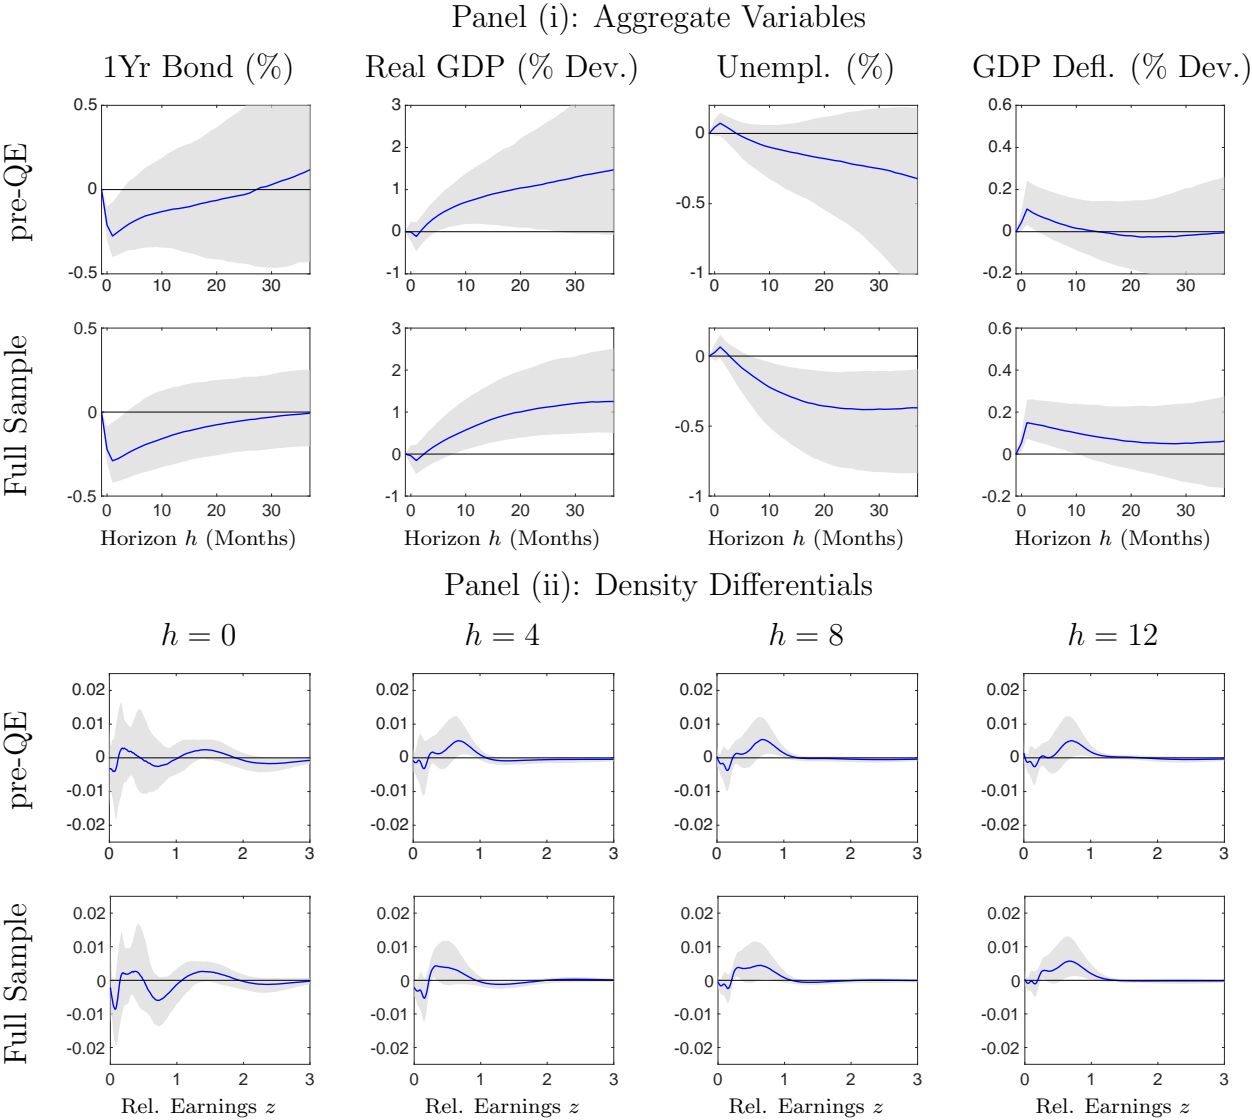 Panel (i): Aggregate Variables
1Yr Bond (%) Real GDP (% Dev.) Unempl. (%) GDP Defl. (% Dev.)
pre-QE
0.5
0
-0.5
0 10 20 30
3
2
1
0
-1
0 10 20 30
0
-0.5
-1
0 10 20 30
0.6
0.4
0.2
0
-0.2
0 10 20 30
Full Sample
0.5
0
-0.5
0 10 20 30
3
2
1
0
-1
0 10 20 30
0
-0.5
-1
0 10 20 30
0.6
0.4
0.2
0
-0.2
0 10 20 30
Horizon h (Months) Horizon h (Months) Horizon h (Months) Horizon h (Months)
Panel (ii): Density Differentials
h = 0 h = 4 h = 8 h = 12
pre-QE
0.02
0.01
0
-0.01
-0.02
0 1 2 3
0.02
0.01
0
-0.01
-0.02
0 1 2 3
0.02
0.01
0
-0.01
-0.02
0 1 2 3
0.02
0.01
0
-0.01
-0.02
0 1 2 3
Full Sample
0.02
0.01
0
-0.01
-0.02
0 1 2 3
0.02
0.01
0
-0.01
-0.02
0 1 2 3
0.02
0.01
0
-0.01
-0.02
0 1 2 3
0.02
0.01
0
-0.01
-0.02
0 1 2 3
Rel. Earnings z Rel. Earnings z Rel. Earnings z Rel. Earnings z